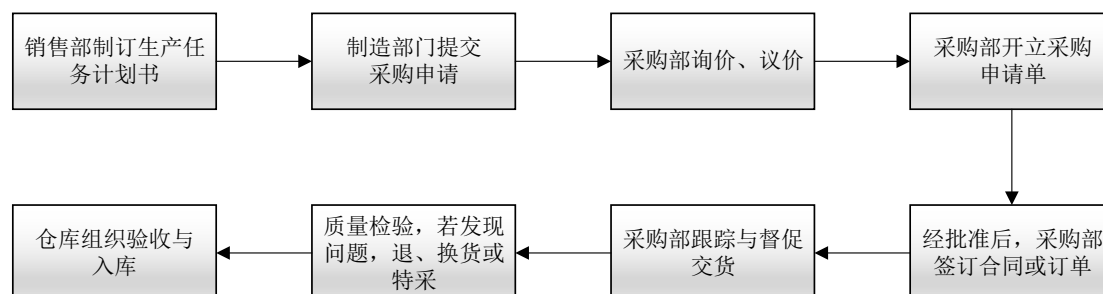 销售部制订生产任
务计划书
制造部门提交
采购申请
采购部询价、议价
采购部开立采购
申请单
经批准后，采购部
签订合同或订单
采购部跟踪与督促
交货
质量检验，若发现
问题，退、换货或
特采
仓库组织验收与
入库